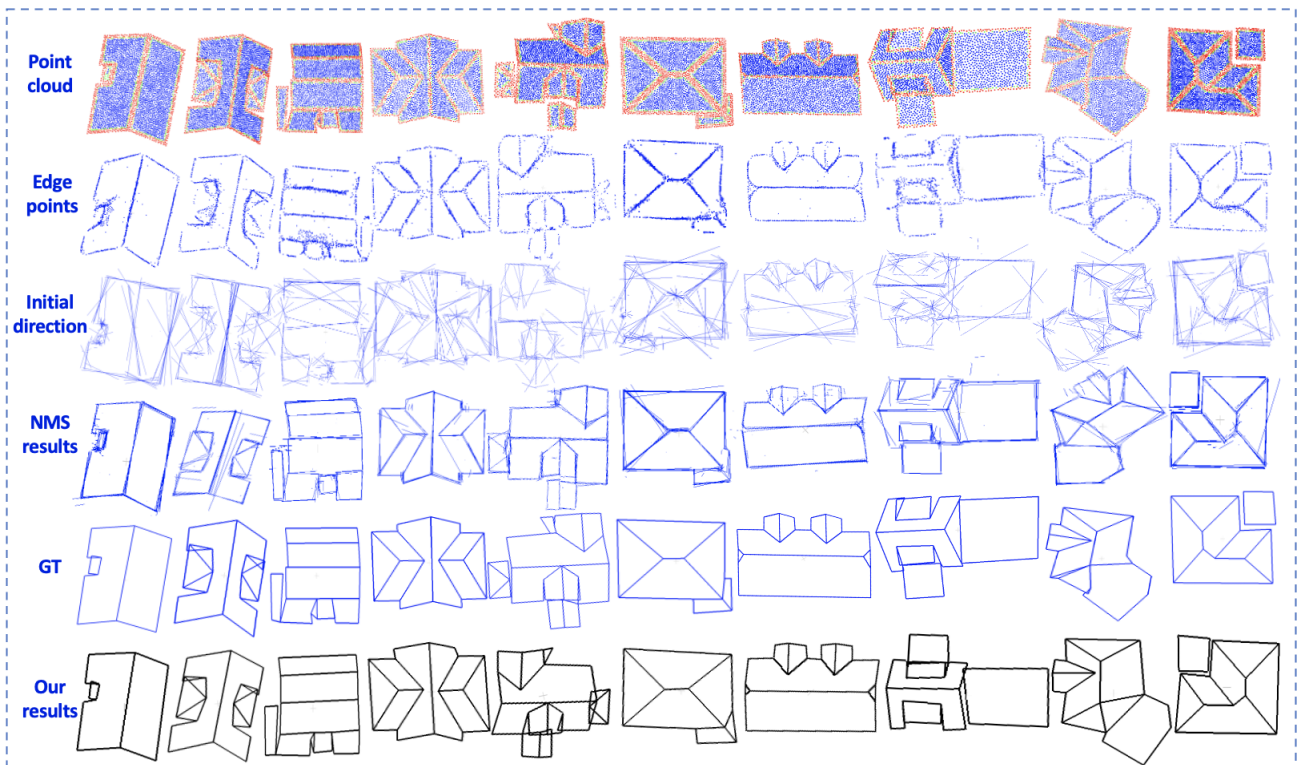 Point
cloud
Edge
points
Initial
direction
NMS
results
GT
Our
results